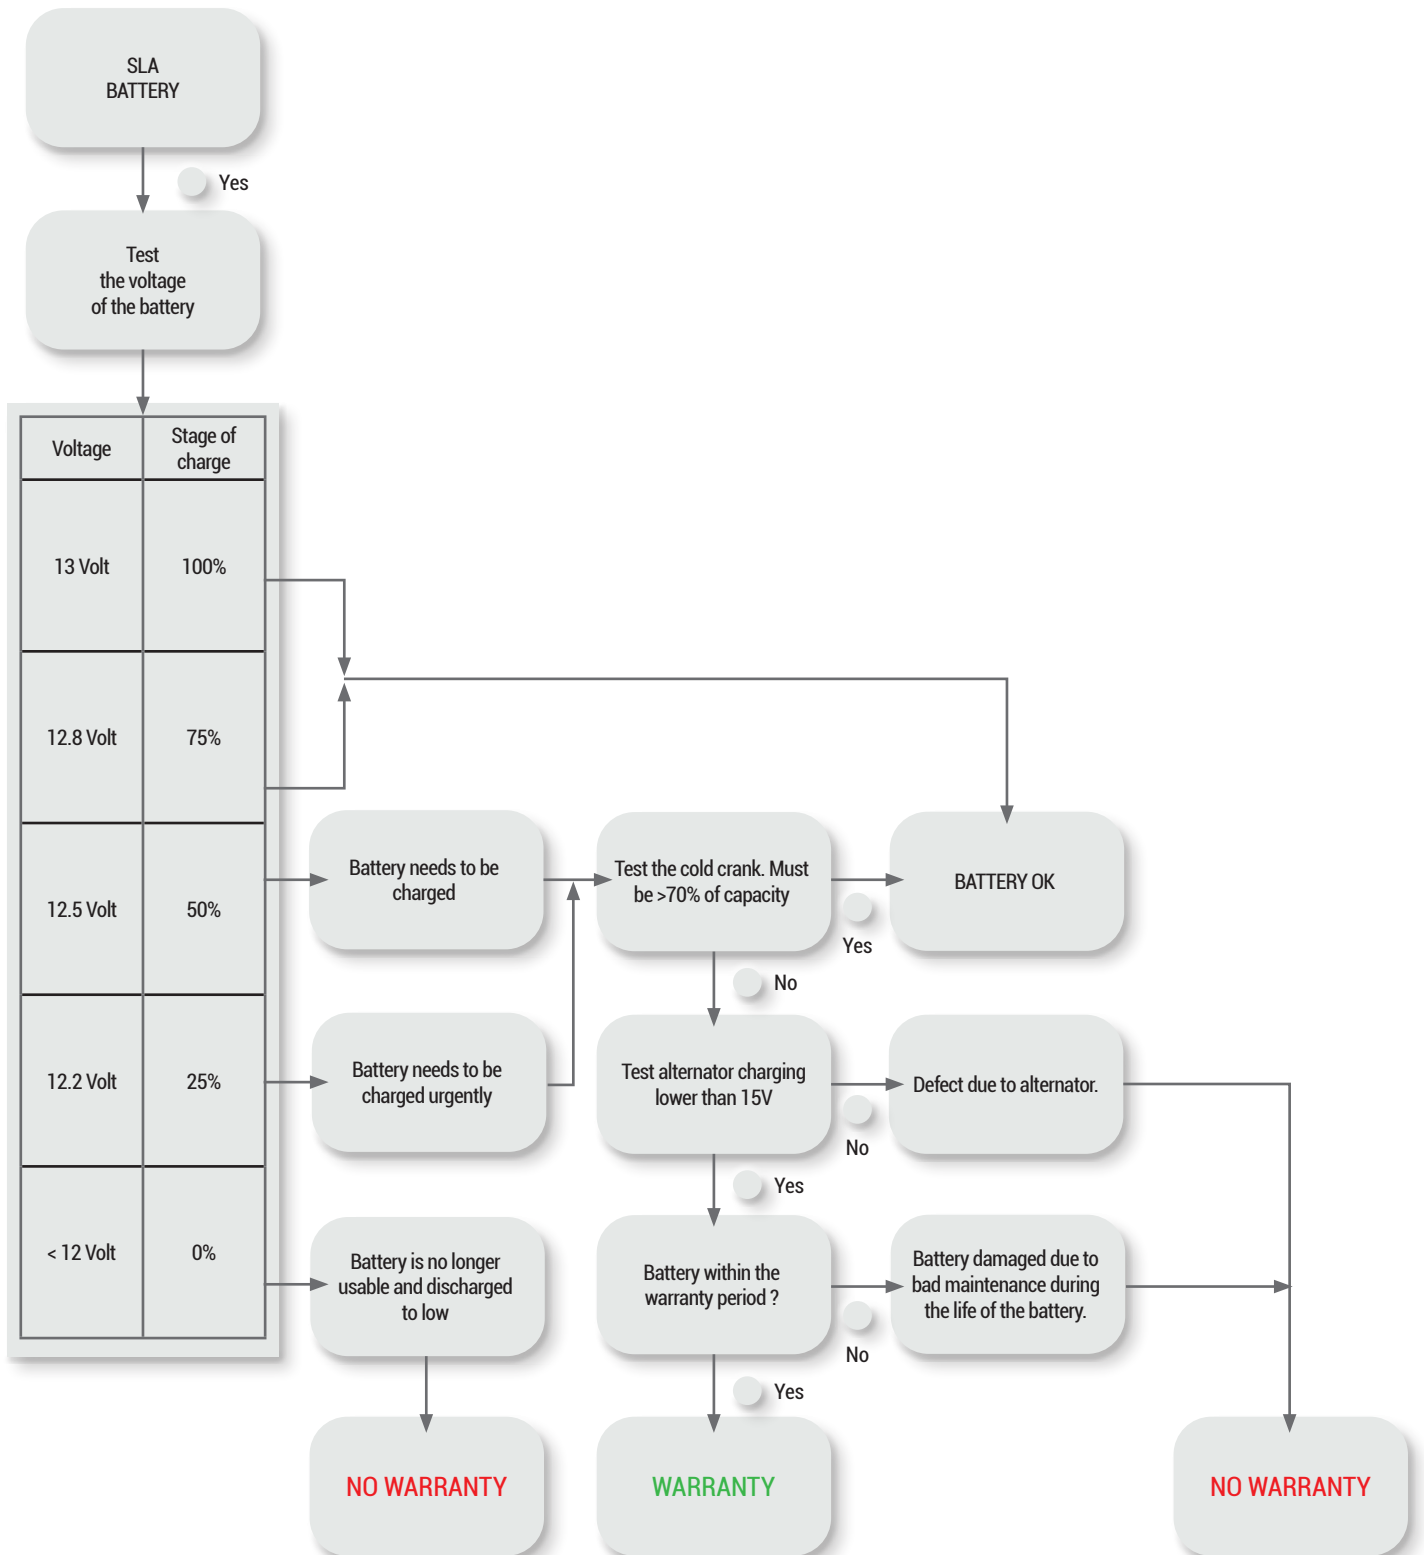 SLA
BATTERY
Yes
Test
the voltage
of the battery
Voltage
Stage of
charge
13 Volt
100%
12.8 Volt
75%
12.5 Volt
50%
Battery needs to be
charged
Test the cold crank. Must
be >70% of capacity
BATTERY OK
Yes
No
12.2 Volt
25%
Battery needs to be
charged urgently
Test alternator charging
lower than 15V
Defect due to alternator.
No
Yes
< 12 Volt
0%
Battery is no longer
usable and discharged
to low
Battery within the
warranty period ?
Battery damaged due to
bad maintenance during
the life of the battery.
No
Yes
NO WARRANTY
WARRANTY
NO WARRANTY